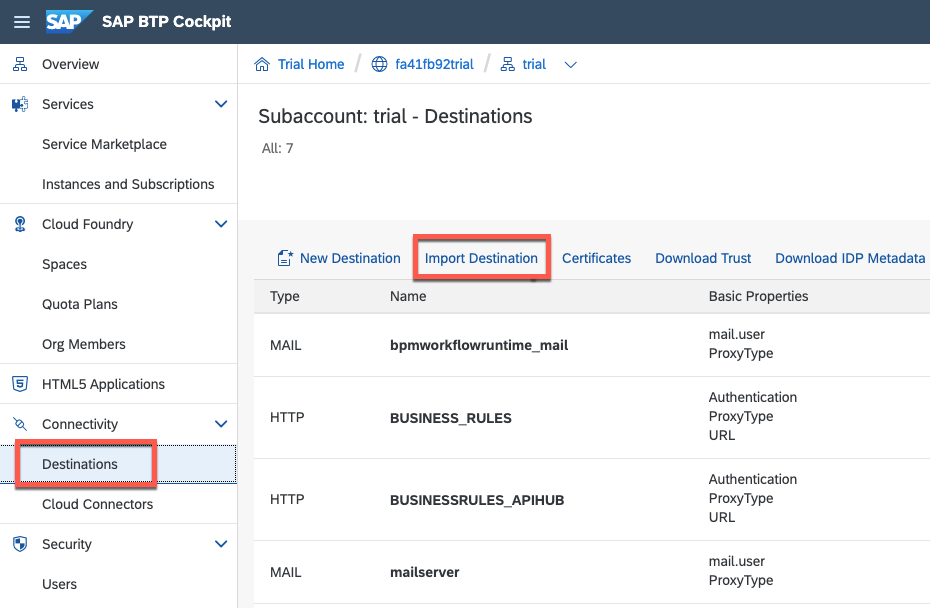 SAP SAP BTP Cockpit
Overview
Services
Service Marketplace
Instances and Subscriptions
Cloud Foundry
Spaces
Quota Plans
Org Members
5 HTML5 Applications
Connectivity
Destinations
Cloud Connectors
Security
Users
Trial Home / fa41fb92trial / trial
Subaccount: trial - Destinations
All: 7
New Destination Import Destination Certificates Download Trust Download IDP Metadata
Type Name Basic Properties
MAIL bpmworkflowruntime_mail mail.user
ProxyType
HTTP BUSINESS_RULES Authentication
ProxyType
URL
HTTP BUSINESSRULES_APIHUB Authentication
ProxyType
URL
MAIL mailserver mail.user
ProxyType